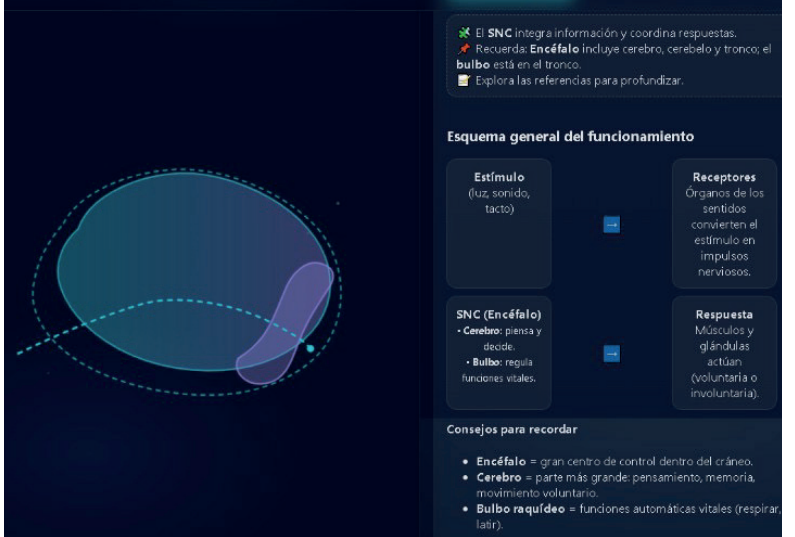 🧩 El SNC integra información y coordina respuestas.
📌 Recuerda: Encéfalo incluye cerebro, cerebelo y tronco; el
bulbo está en el tronco.
📝 Explora las referencias para profundizar.
Esquema general del funcionamiento
Estímulo
(luz, sonido,
tacto)
→
Receptores
Órganos de los
sentidos
convierten el
estímulo en
impulsos
nerviosos.
SNC (Encéfalo)
• Cerebro: piensa y
decide.
• Bulbo: regula
funciones vitales.
→
Respuesta
Músculos y
glándulas
actúan
(voluntaria o
involuntaria).
Consejos para recordar
• Encéfalo = gran centro de control dentro del cráneo.
• Cerebro = parte más grande: pensamiento, memoria,
movimiento voluntario.
• Bulbo raquídeo = funciones automáticas vitales (respirar,
latir).